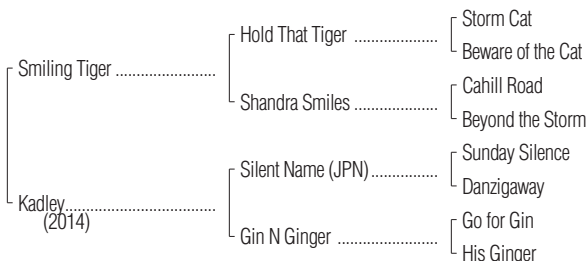 Storm Cat
Hold That Tiger ....................
Beware of the Cat
Smiling Tiger ........................
Cahill Road
Shandra Smiles ....................
Beyond the Storm
Sunday Silence
Silent Name (JPN) ................
Danzigaway
Kadley....................................
(2014)
Go for Gin
Gin N Ginger ........................
His Ginger